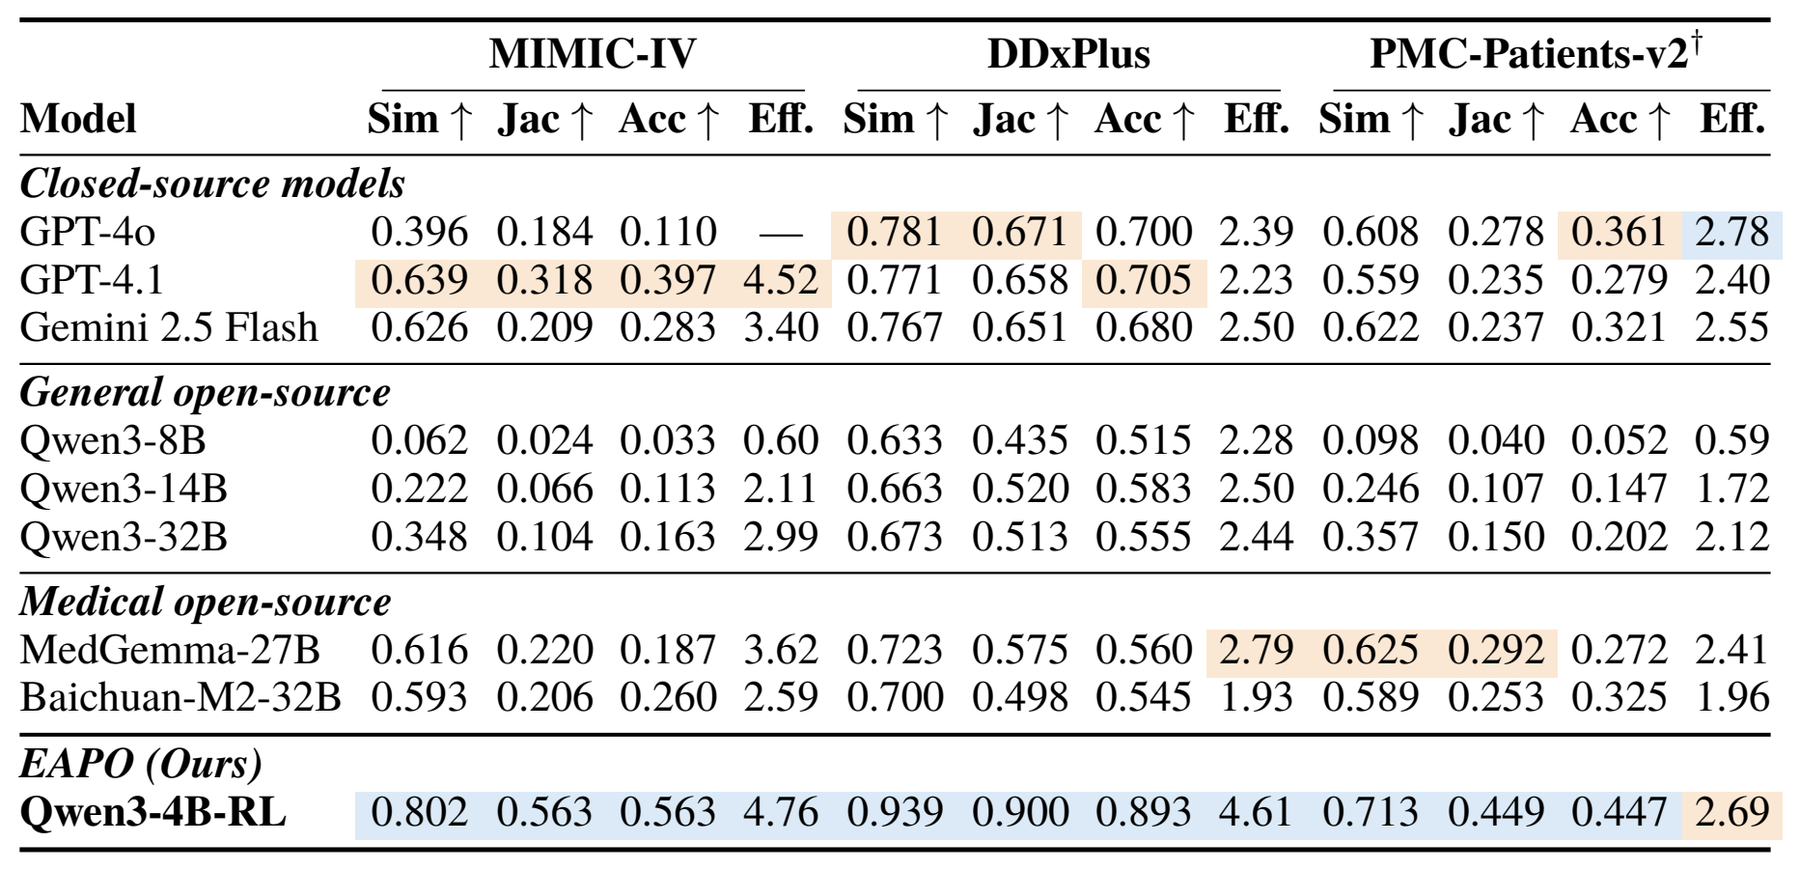 MIMIC-IV DDxPlus PMC-Patients-v2†
Model Sim ↑ Jac ↑ Acc ↑ Eff. Sim ↑ Jac ↑ Acc ↑ Eff. Sim ↑ Jac ↑ Acc ↑ Eff.
Closed-source models
GPT-4o 0.396 0.184 0.110 — 0.781 0.671 0.700 2.39 0.608 0.278 0.361 2.78
GPT-4.1 0.639 0.318 0.397 4.52 0.771 0.658 0.705 2.23 0.559 0.235 0.279 2.40
Gemini 2.5 Flash 0.626 0.209 0.283 3.40 0.767 0.651 0.680 2.50 0.622 0.237 0.321 2.55
General open-source
Qwen3-8B 0.062 0.024 0.033 0.60 0.633 0.435 0.515 2.28 0.098 0.040 0.052 0.59
Qwen3-14B 0.222 0.066 0.113 2.11 0.663 0.520 0.583 2.50 0.246 0.107 0.147 1.72
Qwen3-32B 0.348 0.104 0.163 2.99 0.673 0.513 0.555 2.44 0.357 0.150 0.202 2.12
Medical open-source
MedGemma-27B 0.616 0.220 0.187 3.62 0.723 0.575 0.560 2.79 0.625 0.292 0.272 2.41
Baichuan-M2-32B 0.593 0.206 0.260 2.59 0.700 0.498 0.545 1.93 0.589 0.253 0.325 1.96
EAPO (Ours)
Qwen3-4B-RL 0.802 0.563 0.563 4.76 0.939 0.900 0.893 4.61 0.713 0.449 0.447 2.69